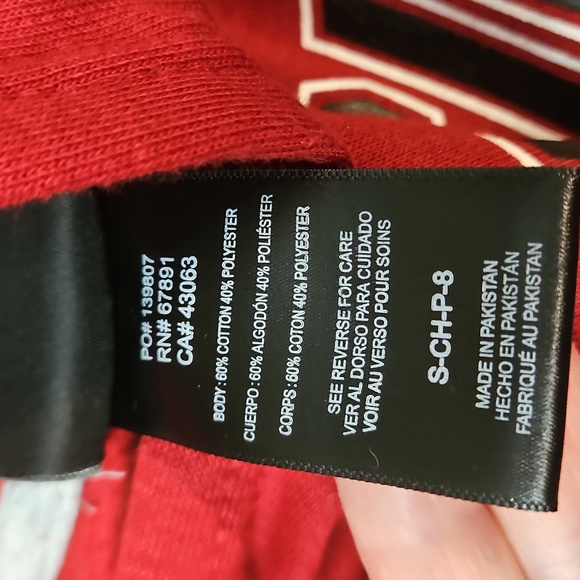 PO# 139807
RN# 67891
CA# 43063
BODY : 60% COTTON 40% POLYESTER
CUERPO : 60% ALGODÓN 40% POLIÉSTER
CORPS : 60% COTON 40% POLYESTER
SEE REVERSE FOR CARE
VER AL DORSO PARA CUIDADO
VOIR AU VERSO POUR SOINS
S-CH-P-8
MADE IN PAKISTAN
HECHO EN PAKISTÁN
FABRIQUÉ AU PAKISTAN